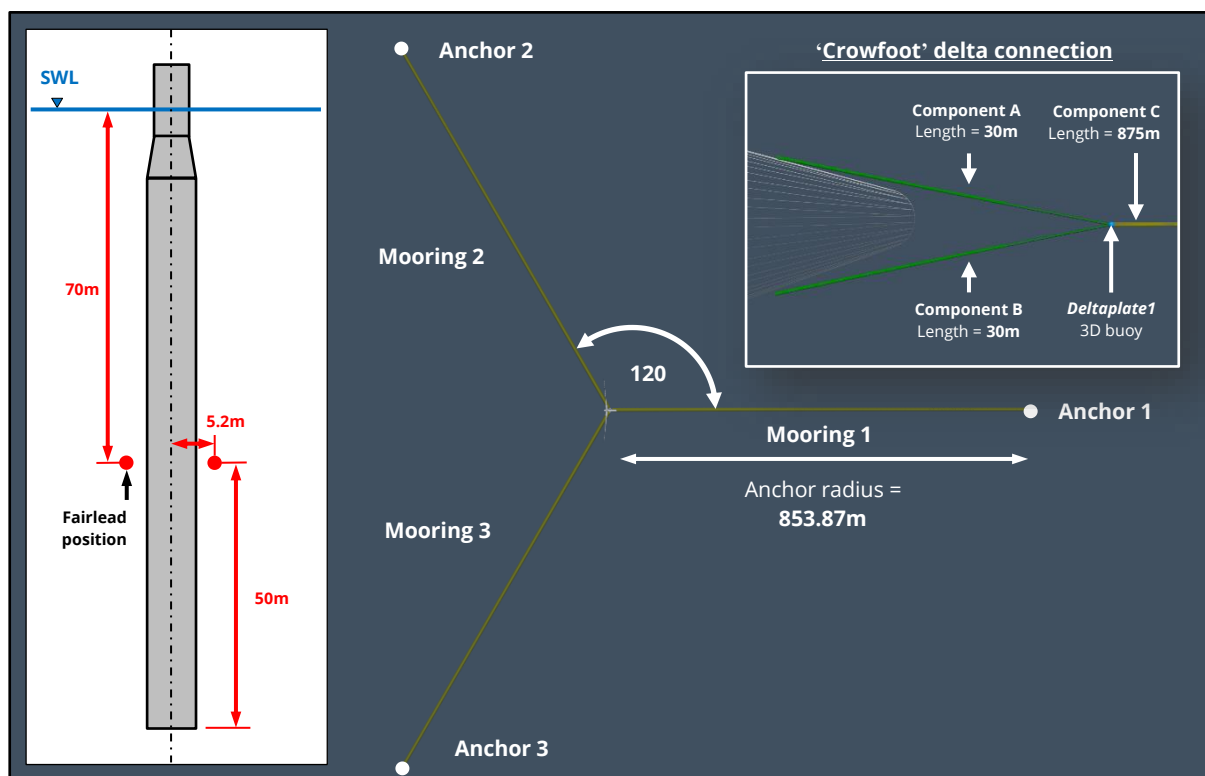 SWL
70m
5.2m
Fairlead
position
50m
Anchor 2
Mooring 2
120
Mooring 1
Anchor 1
Anchor radius =
853.87m
Mooring 3
Anchor 3
‘Crowfoot’ delta connection
Component A
Length = 30m
Component C
Length = 875m
Component B
Length = 30m
Deltaplate1
3D buoy